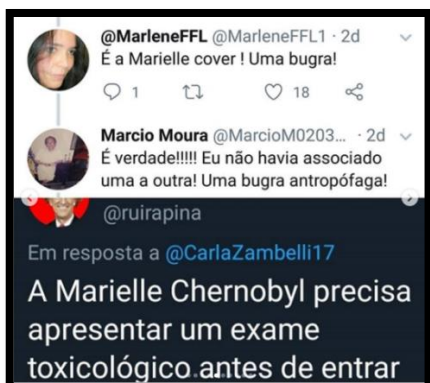 @MarleneFFL @MarleneFFL1 · 2d
É a Marielle cover ! Uma bugra!
1 18
Marcio Moura @MarcioM0203... · 2d
É verdade!!!!! Eu não havia associado
uma a outra! Uma bugra antropófaga!
@ruirapina
Em resposta a @CarlaZambelli17
A Marielle Chernobyl precisa
apresentar um exame
toxicológico antes de entrar